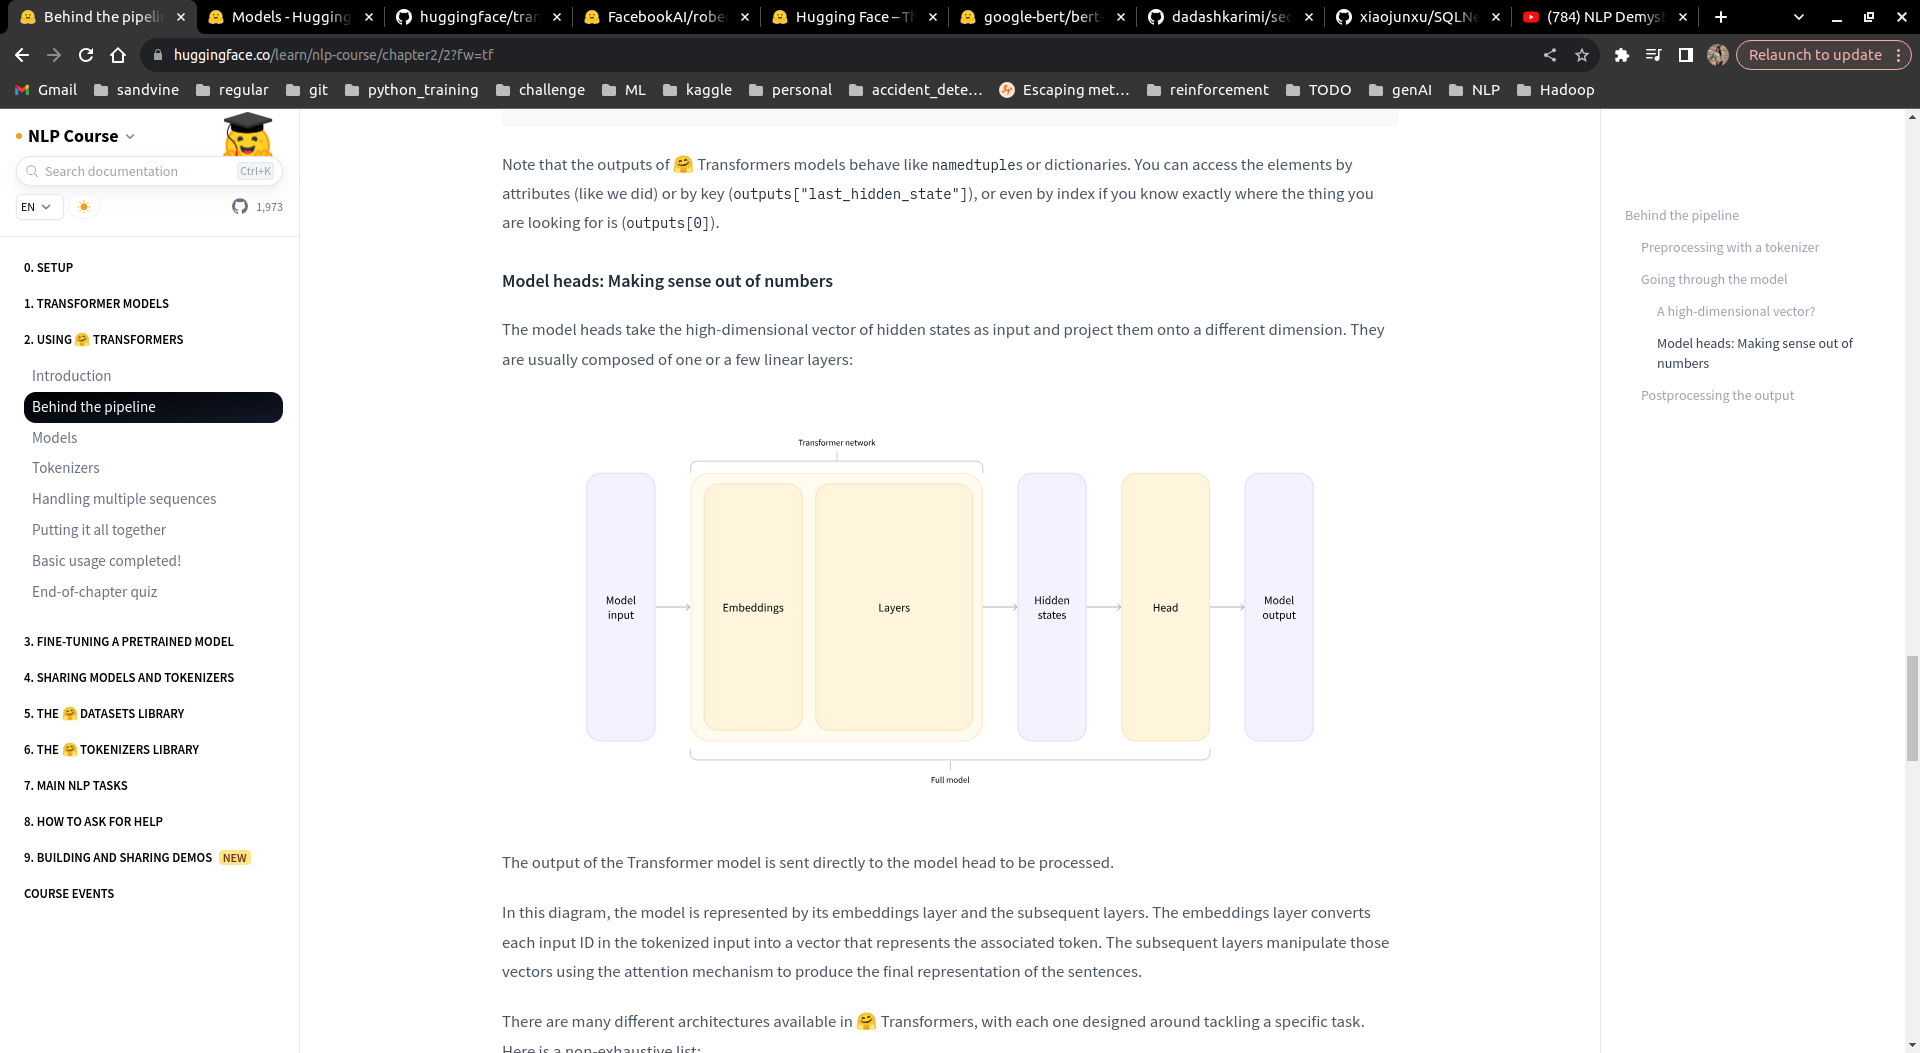 Behind the pipeli
Models - Hugging
huggingface/tran
FacebookAI/robe
Hugging Face – Th
google-bert/bert-
dadashkarimi/sec
xiaojunxu/SQLNe
(784) NLP Demyst
huggingface.co/learn/nlp-course/chapter2/2?fw=tf
Relaunch to update
Gmail
sandvine
regular
git
python_training
challenge
ML
kaggle
personal
accident_dete...
Escaping met...
reinforcement
TODO
genAI
NLP
Hadoop
NLP Course
Search documentation
Ctrl+K
EN
1,973
0. SETUP
1. TRANSFORMER MODELS
2. USING 🤗 TRANSFORMERS
Introduction
Behind the pipeline
Models
Tokenizers
Handling multiple sequences
Putting it all together
Basic usage completed!
End-of-chapter quiz
3. FINE-TUNING A PRETRAINED MODEL
4. SHARING MODELS AND TOKENIZERS
5. THE 🤗 DATASETS LIBRARY
6. THE 🤗 TOKENIZERS LIBRARY
7. MAIN NLP TASKS
8. HOW TO ASK FOR HELP
9. BUILDING AND SHARING DEMOS NEW
COURSE EVENTS
Note that the outputs of 🤗 Transformers models behave like namedtuples or dictionaries. You can access the elements by
attributes (like we did) or by key (outputs["last_hidden_state"]), or even by index if you know exactly where the thing you
are looking for is (outputs[0]).
Model heads: Making sense out of numbers
The model heads take the high-dimensional vector of hidden states as input and project them onto a different dimension. They
are usually composed of one or a few linear layers:
Transformer network
Model
input
Embeddings
Layers
Hidden
states
Head
Model
output
Full model
The output of the Transformer model is sent directly to the model head to be processed.
In this diagram, the model is represented by its embeddings layer and the subsequent layers. The embeddings layer converts
each input ID in the tokenized input into a vector that represents the associated token. The subsequent layers manipulate those
vectors using the attention mechanism to produce the final representation of the sentences.
There are many different architectures available in 🤗 Transformers, with each one designed around tackling a specific task.
Here is a non-exhaustive list:
Behind the pipeline
Preprocessing with a tokenizer
Going through the model
A high-dimensional vector?
Model heads: Making sense out of
numbers
Postprocessing the output